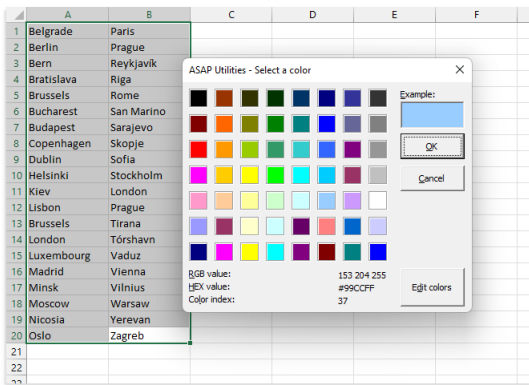 A B C D E F
1 Belgrade Paris
2 Berlin Prague
3 Bern Reykjavík
4 Bratislava Riga
5 Brussels Rome
6 Bucharest San Marino
7 Budapest Sarajevo
8 Copenhagen Skopje
9 Dublin Sofia
10 Helsinki Stockholm
11 Kiev London
12 Lisbon Prague
13 Brussels Tirana
14 London Tórshavn
15 Luxembourg Vaduz
16 Madrid Vienna
17 Minsk Vilnius
18 Moscow Warsaw
19 Nicosia Yerevan
20 Oslo Zagreb
21
22
23
ASAP Utilities - Select a color
Example:
OK
Cancel
RGB value: 153 204 255
HEX value: #99CCFF
Color index: 37
Edit colors